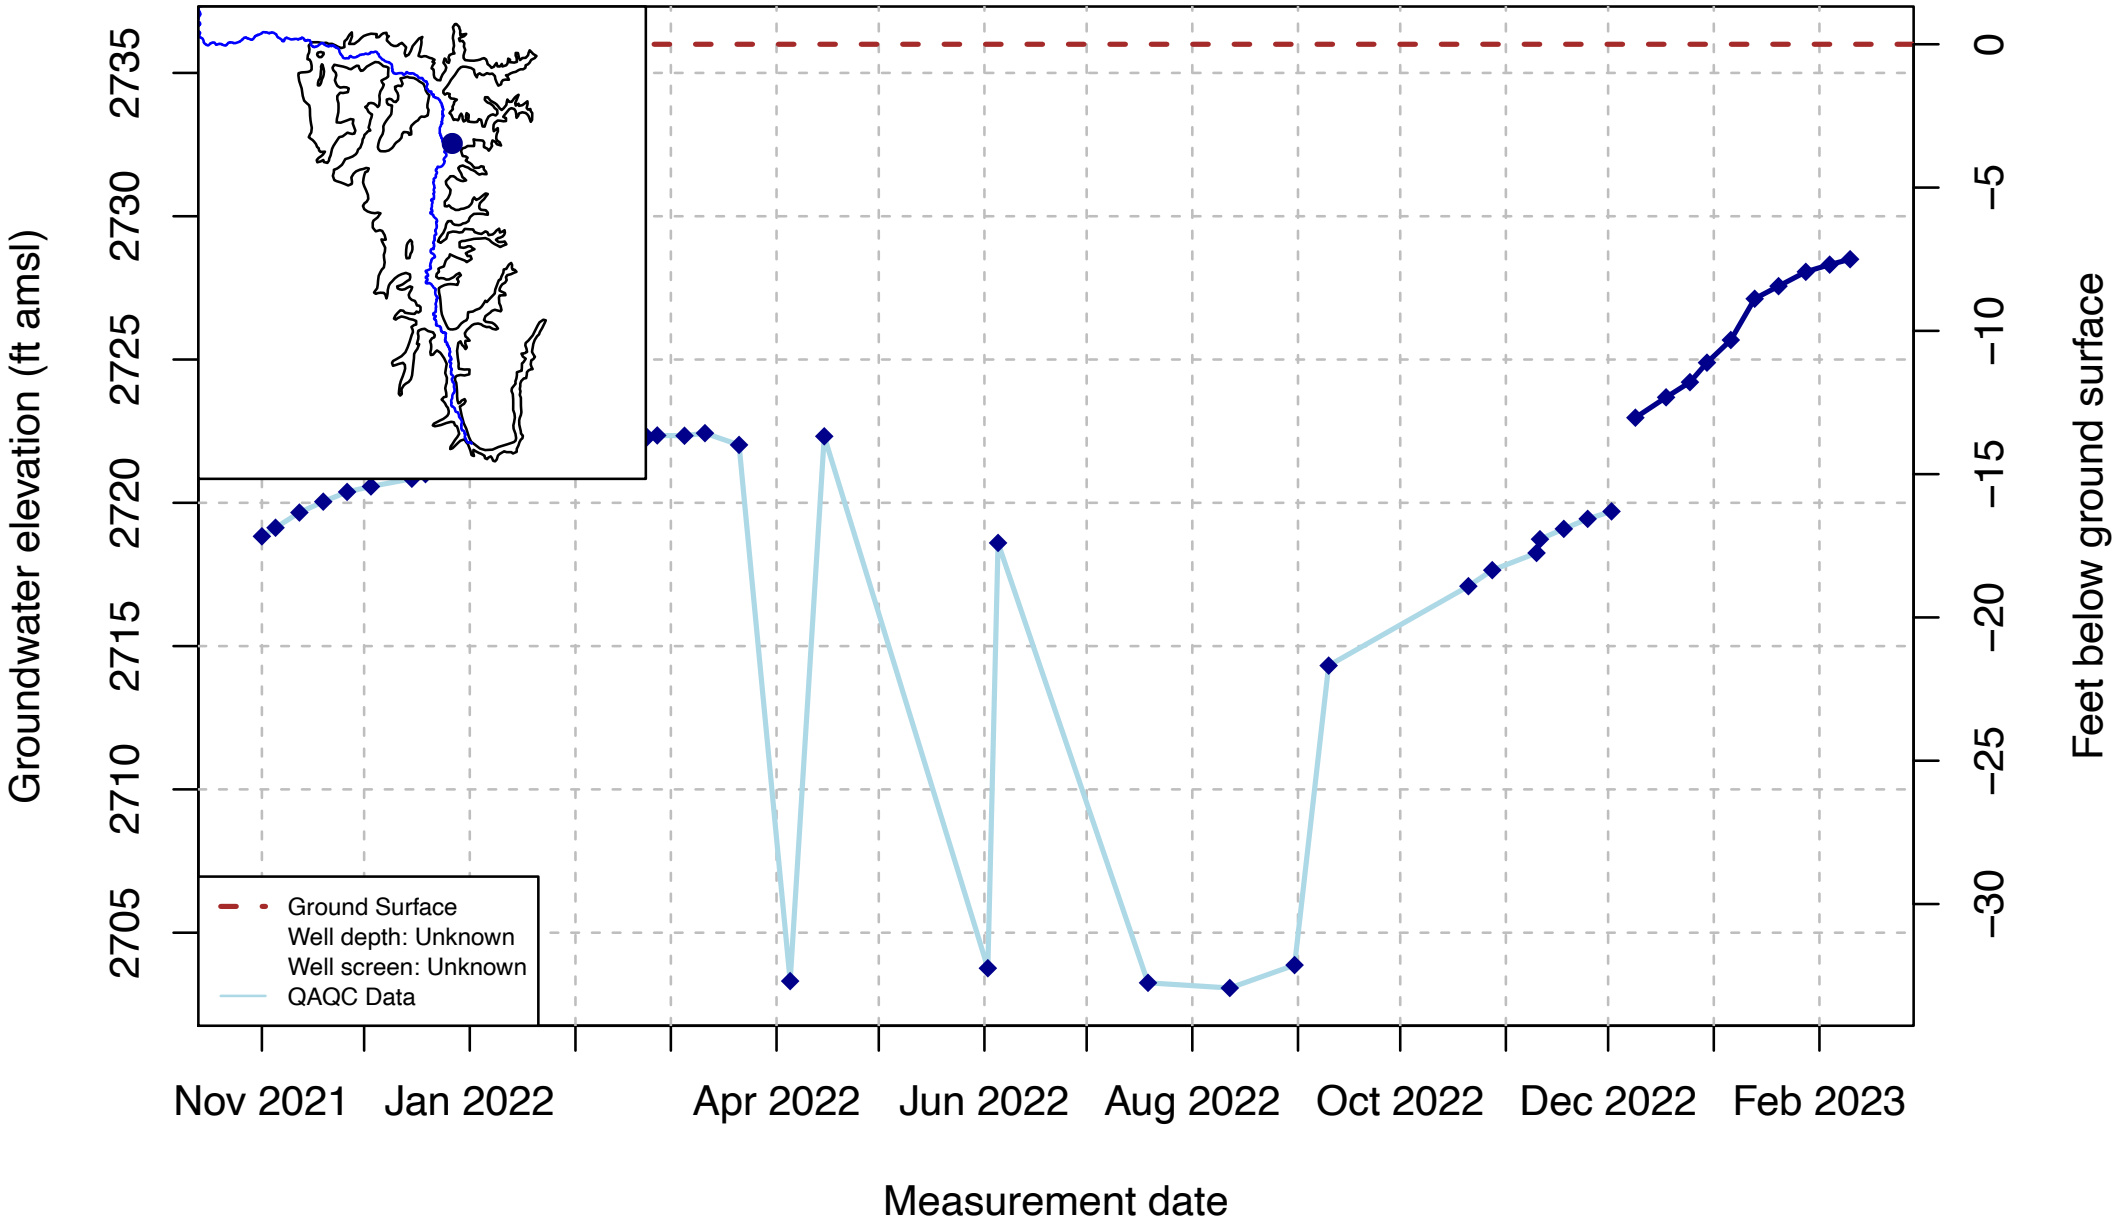 Groundwater elevation (ft amsl)
2735
2730
2725
2720
2715
2710
2705
0
−5
−10
−15
−20
−25
−30
Feet below ground surface
Ground Surface
Well depth: Unknown
Well screen: Unknown
QAQC Data
Nov 2021 Jan 2022 Apr 2022 Jun 2022 Aug 2022 Oct 2022 Dec 2022 Feb 2023
Measurement date